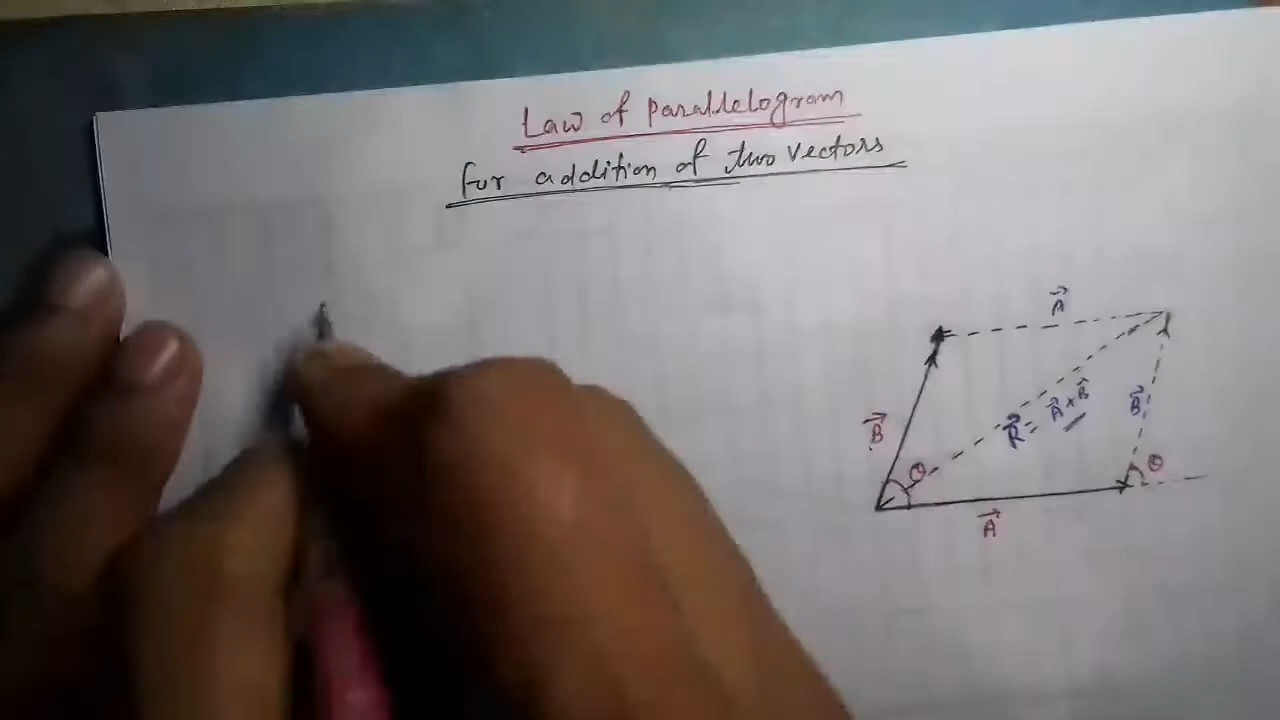 Law of parallelogram
for addition of two vectors
A⃗
B⃗
θ
R⃗ = A⃗ × B⃗
B⃗
θ
A⃗